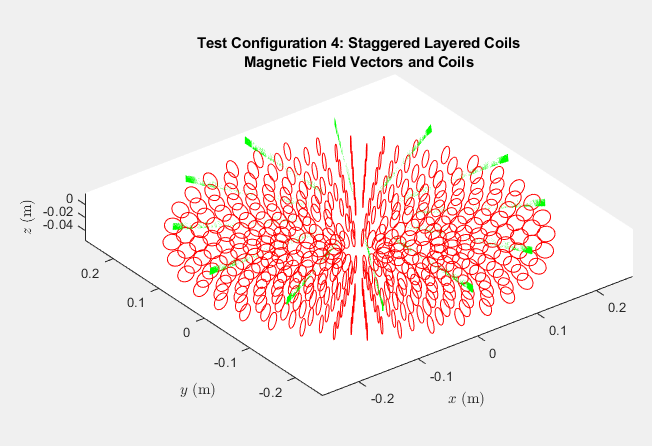 Test Configuration 4: Staggered Layered Coils
Magnetic Field Vectors and Coils
0
-0.02
-0.04
z (m)
0.2
0.1
0
-0.1
-0.2
y (m)
0.2
0.1
0
-0.1
-0.2
x (m)